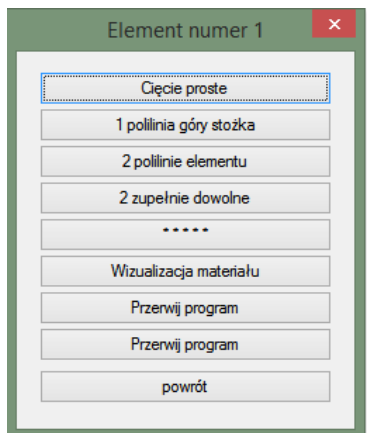 Element numer 1
Cięcie proste
1 polilinia góry stożka
2 polilinie elementu
2 zupełnie dowolne
* * * * *
Wizualizacja materiału
Przerwij program
Przerwij program
powrót